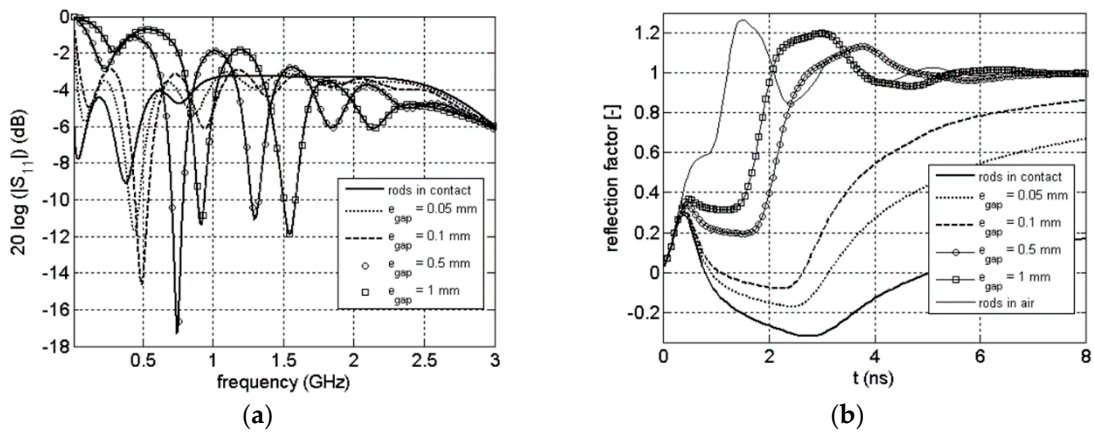 0
-2
-4
-6
-8
-10
-12
-14
-16
-18
20 log (|S11|) (dB)
0.5
1
1.5
2
2.5
3
frequency (GHz)
rods in contact
egap = 0.05 mm
egap = 0.1 mm
egap = 0.5 mm
egap = 1 mm
(a)
1.2
1
0.8
0.6
0.4
0.2
0
-0.2
reflection factor [-]
0
2
4
6
8
t (ns)
rods in contact
egap = 0.05 mm
egap = 0.1 mm
egap = 0.5 mm
egap = 1 mm
rods in air
(b)